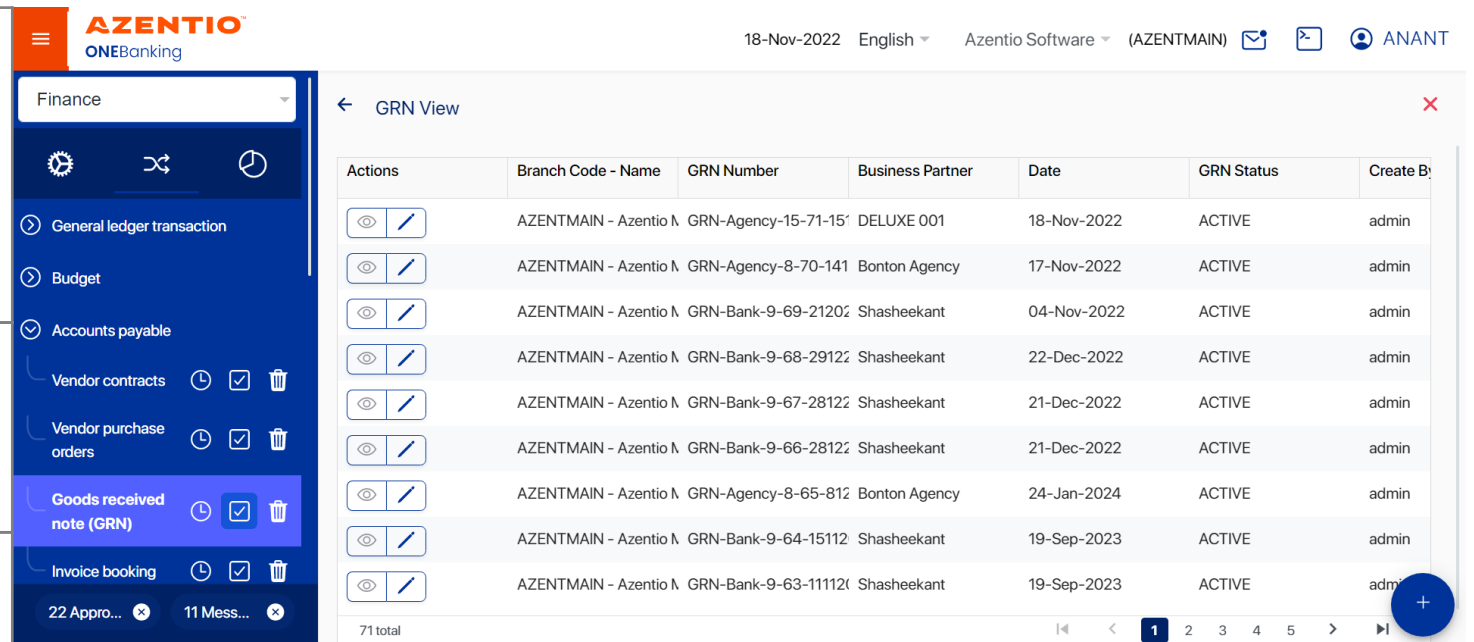 AZENTIO
ONEBanking
18-Nov-2022 English Azentio Software (AZENTMAIN) ANANT
Finance
General ledger transaction
Budget
Accounts payable
Vendor contracts
Vendor purchase
orders
Goods received
note (GRN)
Invoice booking
22 Appro... 11 Mess...
GRN View
Actions Branch Code - Name GRN Number Business Partner Date GRN Status Create By
AZENTMAIN - Azentio M GRN-Agency-15-71-151 DELUXE 001 18-Nov-2022 ACTIVE admin
AZENTMAIN - Azentio GRN-Agency-8-70-141 Bonton Agency 17-Nov-2022 ACTIVE admin
AZENTMAIN - Azentio GRN-Bank-9-69-21202 Shasheekant 04-Nov-2022 ACTIVE admin
AZENTMAIN - Azentio GRN-Bank-9-68-29122 Shasheekant 22-Dec-2022 ACTIVE admin
AZENTMAIN - Azentio GRN-Bank-9-67-28122 Shasheekant 21-Dec-2022 ACTIVE admin
AZENTMAIN - Azentio GRN-Bank-9-66-28122 Shasheekant 21-Dec-2022 ACTIVE admin
AZENTMAIN - Azentio GRN-Agency-8-65-812 Bonton Agency 24-Jan-2024 ACTIVE admin
AZENTMAIN - Azentio GRN-Bank-9-64-15112 Shasheekant 19-Sep-2023 ACTIVE admin
AZENTMAIN - Azentio GRN-Bank-9-63-11112 Shasheekant 19-Sep-2023 ACTIVE adm
71 total 1 2 3 4 5